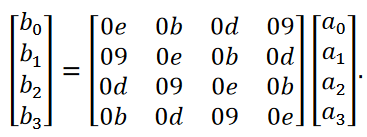 [b₀] = [0e 0b 0d 09] [a₀]
[b₁] = [09 0e 0b 0d] [a₁]
[b₂] = [0d 09 0e 0b] [a₂]
[b₃] = [0b 0d 09 0e] [a₃].